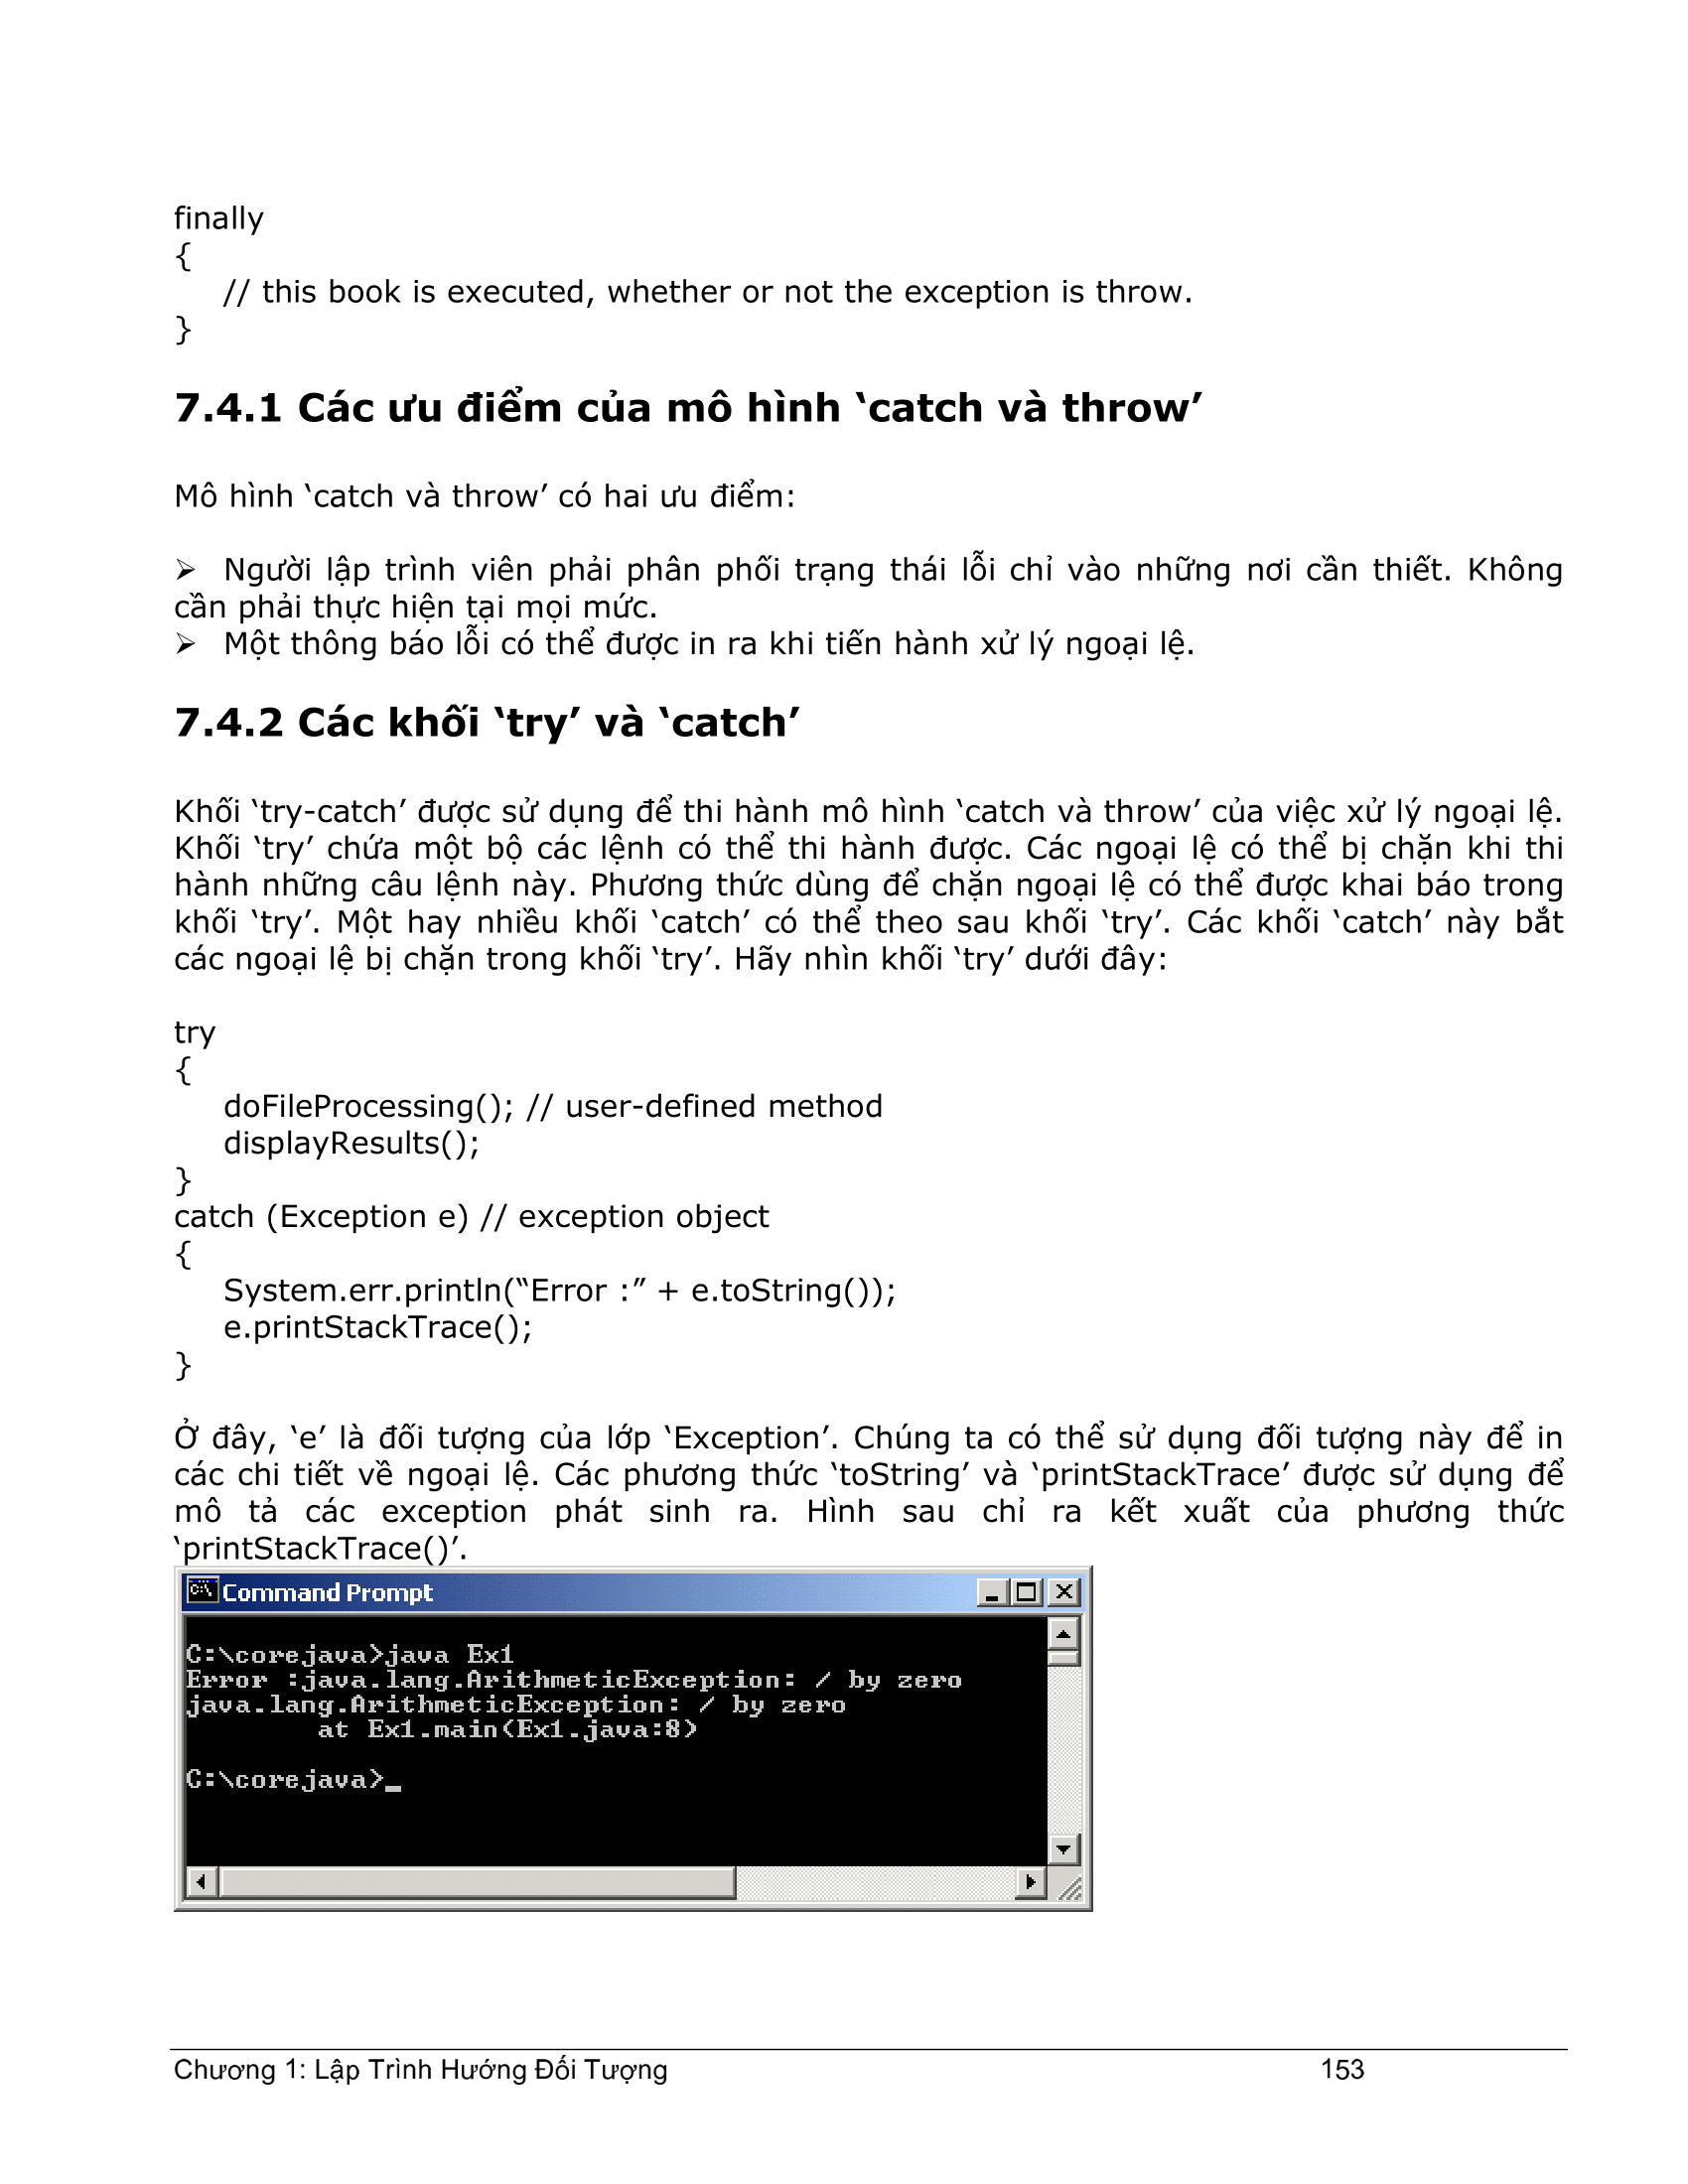 finally
{
// this book is executed, whether or not the exception is throw.
}
7.4.1 Các ưu điểm của mô hình ‘catch và throw’
Mô hình ‘catch và throw’ có hai ưu điểm:
➢ Người lập trình viên phải phân phối trạng thái lỗi chỉ vào những nơi cần thiết. Không
cần phải thực hiện tại mọi mức.
➢ Một thông báo lỗi có thể được in ra khi tiến hành xử lý ngoại lệ.
7.4.2 Các khối ‘try’ và ‘catch’
Khối ‘try-catch’ được sử dụng để thi hành mô hình ‘catch và throw’ của việc xử lý ngoại lệ.
Khối ‘try’ chứa một bộ các lệnh có thể thi hành được. Các ngoại lệ có thể bị chặn khi thi
hành những câu lệnh này. Phương thức dùng để chặn ngoại lệ có thể được khai báo trong
khối ‘try’. Một hay nhiều khối ‘catch’ có thể theo sau khối ‘try’. Các khối ‘catch’ này bắt
các ngoại lệ bị chặn trong khối ‘try’. Hãy nhìn khối ‘try’ dưới đây:
try
{
doFileProcessing(); // user-defined method
displayResults();
}
catch (Exception e) // exception object
{
System.err.println(“Error :” + e.toString());
e.printStackTrace();
}
Ở đây, ‘e’ là đối tượng của lớp ‘Exception’. Chúng ta có thể sử dụng đối tượng này để in
các chi tiết về ngoại lệ. Các phương thức ‘toString’ và ‘printStackTrace’ được sử dụng để
mô tả các exception phát sinh ra. Hình sau chỉ ra kết xuất của phương thức
‘printStackTrace()’.
Command Prompt
C:\corejava>java Ex1
Error :java.lang.ArithmeticException: / by zero
java.lang.ArithmeticException: / by zero
at Ex1.main(Ex1.java:8)
C:\corejava>_
Chương 1: Lập Trình Hướng Đối Tượng 153